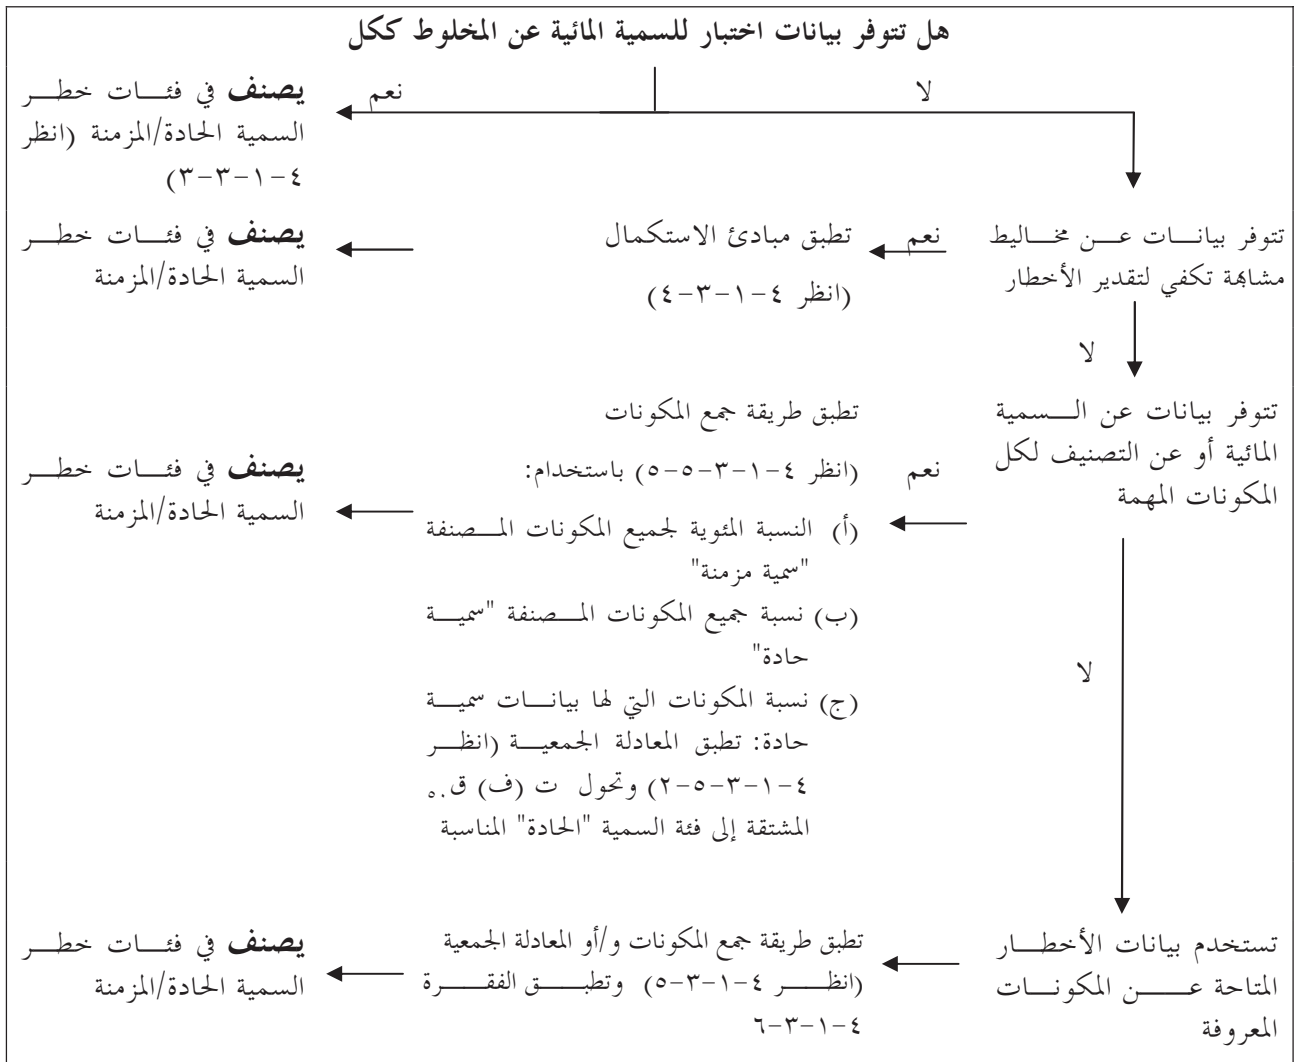 هل تتوفر بيانات اختبار للسمية المائية عن المخلوط ككل
لا
نعم
يصنف في فئات خطر
السمية الحادة/المزمنة (انظر
٤-١-٣-٣)
تتوفر بيانات عن مخاليط
مشابهة تكفي لتقدير الأخطار
نعم
تطبق مبادئ الاستكمال
(انظر ٤-١-٣-٤)
يصنف في فئات خطر
السمية الحادة/المزمنة
لا
تتوفر بيانات عن السمية
المائية أو عن التصنيف لكل
المكونات المهمة
نعم
تطبق طريقة جمع المكونات
(انظر ٤-١-٣-٥-٥) باستخدام:
(أ) النسبة المئوية لجميع المكونات المصنفة
"سمية مزمنة"
(ب) نسبة جميع المكونات المصنفة "سمية
حادة"
(ج) نسبة المكونات التي لها بيانات سمية
حادة: تطبق المعادلة الجمعية (انظر
٤-١-٣-٥-٢) وتحول ت (ف) ق٥٠
المشتقة إلى فئة السمية "الحادة" المناسبة
يصنف في فئات خطر
السمية الحادة/المزمنة
لا
تستخدم بيانات الأخطار
المتاحة عن المكونات
المعروفة
تطبق طريقة جمع المكونات و/أو المعادلة الجمعية
(انظر ٤-١-٣-٥) وتطبق الفقرة
٤-١-٣-٦
يصنف في فئات خطر
السمية الحادة/المزمنة